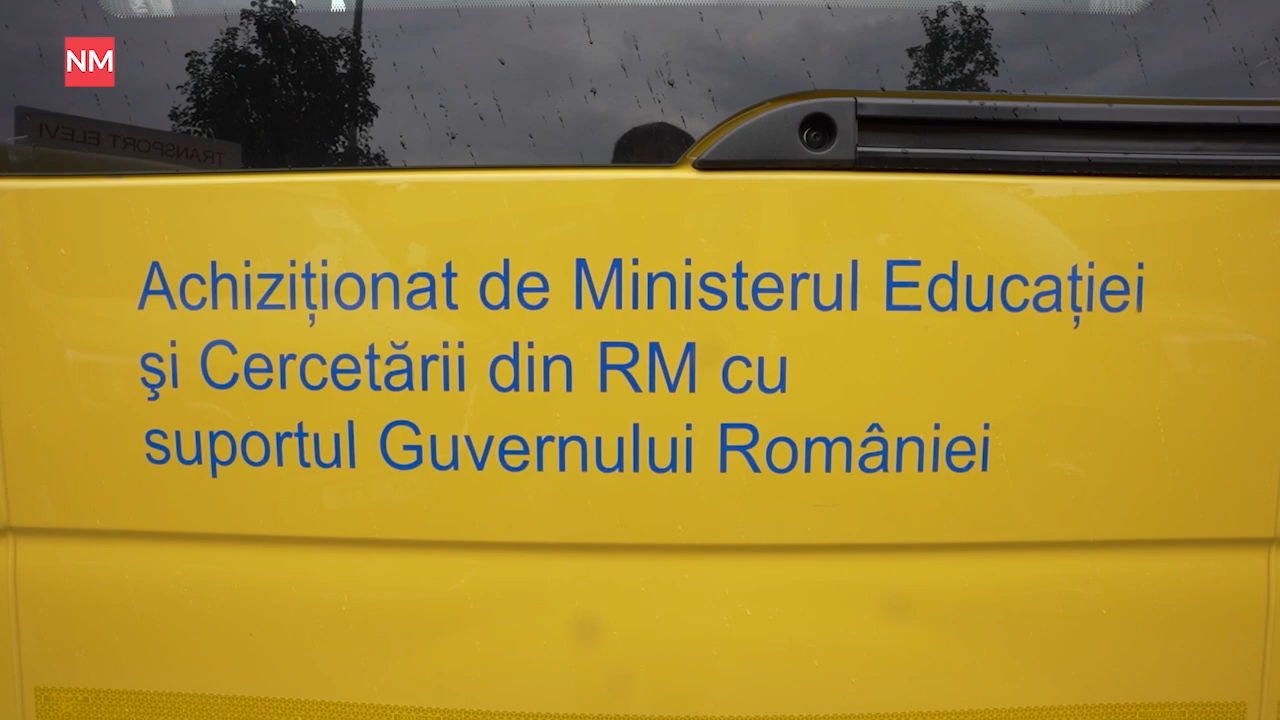 NM
TRANSPORT ELEVI
Achiziționat de Ministerul Educației
şi Cercetării din RM cu
suportul Guvernului României